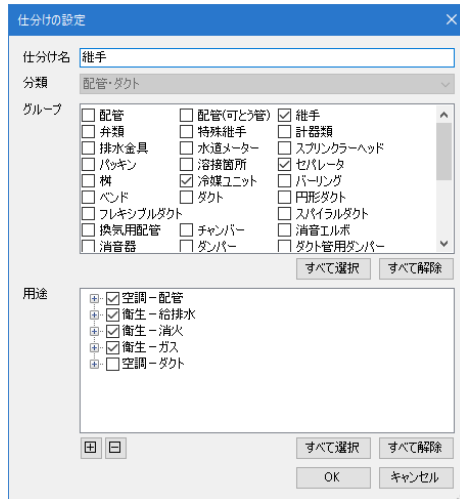 仕分けの設定
仕分け名 継手
分類 配管・ダクト
グループ 配管 配管(可とう管) 継手
弁類 特殊継手 計器類
排水金具 水道メーター スプリンクラーヘッド
パッキン 溶接箇所 セパレータ
桝 冷媒ユニット バーリング
ベンド ダクト 円形ダクト
フレキシブルダクト スパイラルダクト
換気用配管 チャンバー 消音エルボ
消音器 ダンパー ダクト管用ダンパー
すべて選択 すべて解除
用途 空調－配管
衛生－給排水
衛生－消火
衛生－ガス
空調－ダクト
すべて選択 すべて解除
OK キャンセル